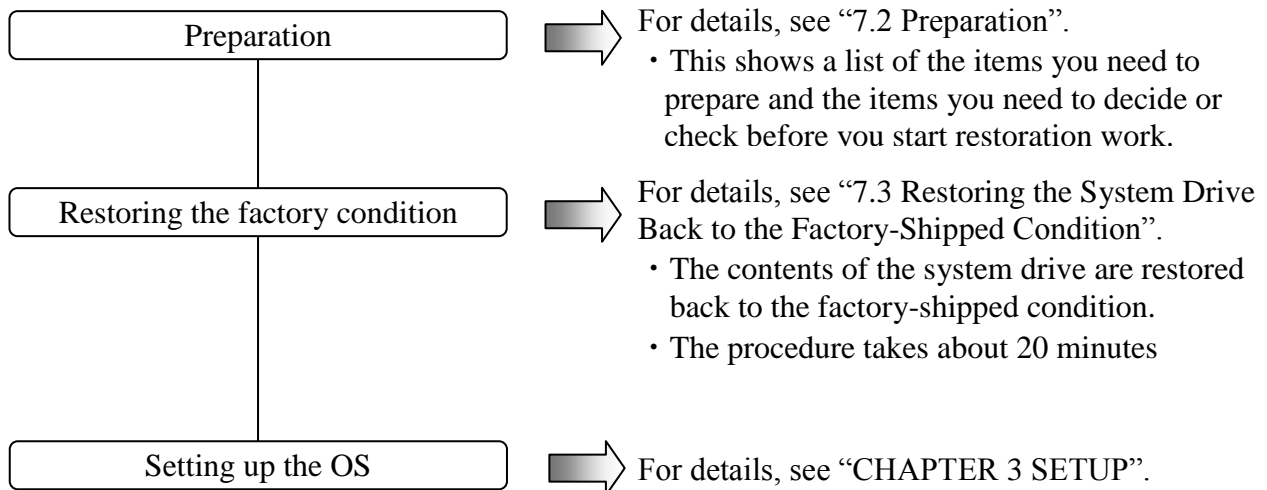 Preparation
For details, see “7.2 Preparation”.
・This shows a list of the items you need to
prepare and the items you need to decide or
check before you start restoration work.
Restoring the factory condition
For details, see “7.3 Restoring the System Drive
Back to the Factory-Shipped Condition”.
・The contents of the system drive are restored
back to the factory-shipped condition.
・The procedure takes about 20 minutes
Setting up the OS
For details, see “CHAPTER 3 SETUP”.